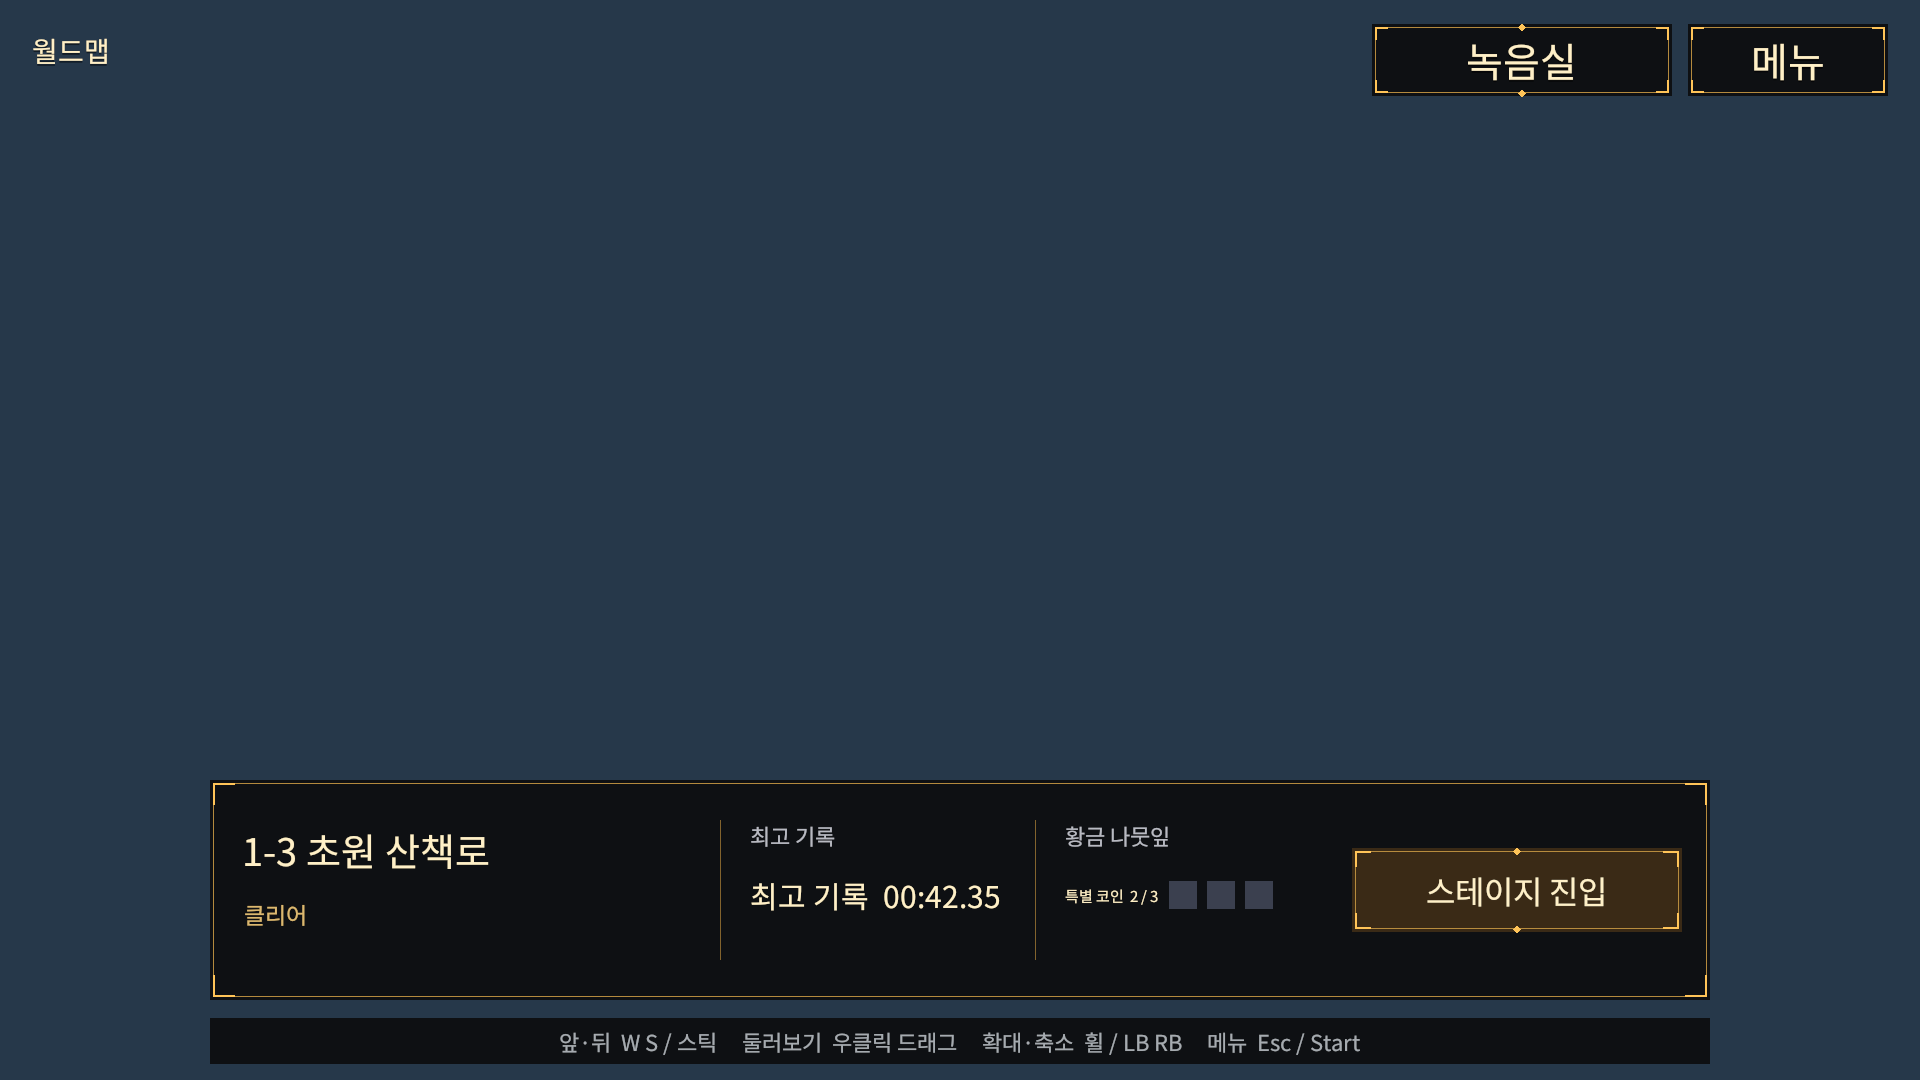 월드맵
녹음실
메뉴
1-3 초원 산책로
클리어
최고 기록
최고 기록 00:42.35
황금 나뭇잎
특별 코인 2 / 3
스테이지 진입
앞·뒤 W S / 스틱 둘러보기 우클릭 드래그 확대·축소 휠 / LB RB 메뉴 Esc / Start